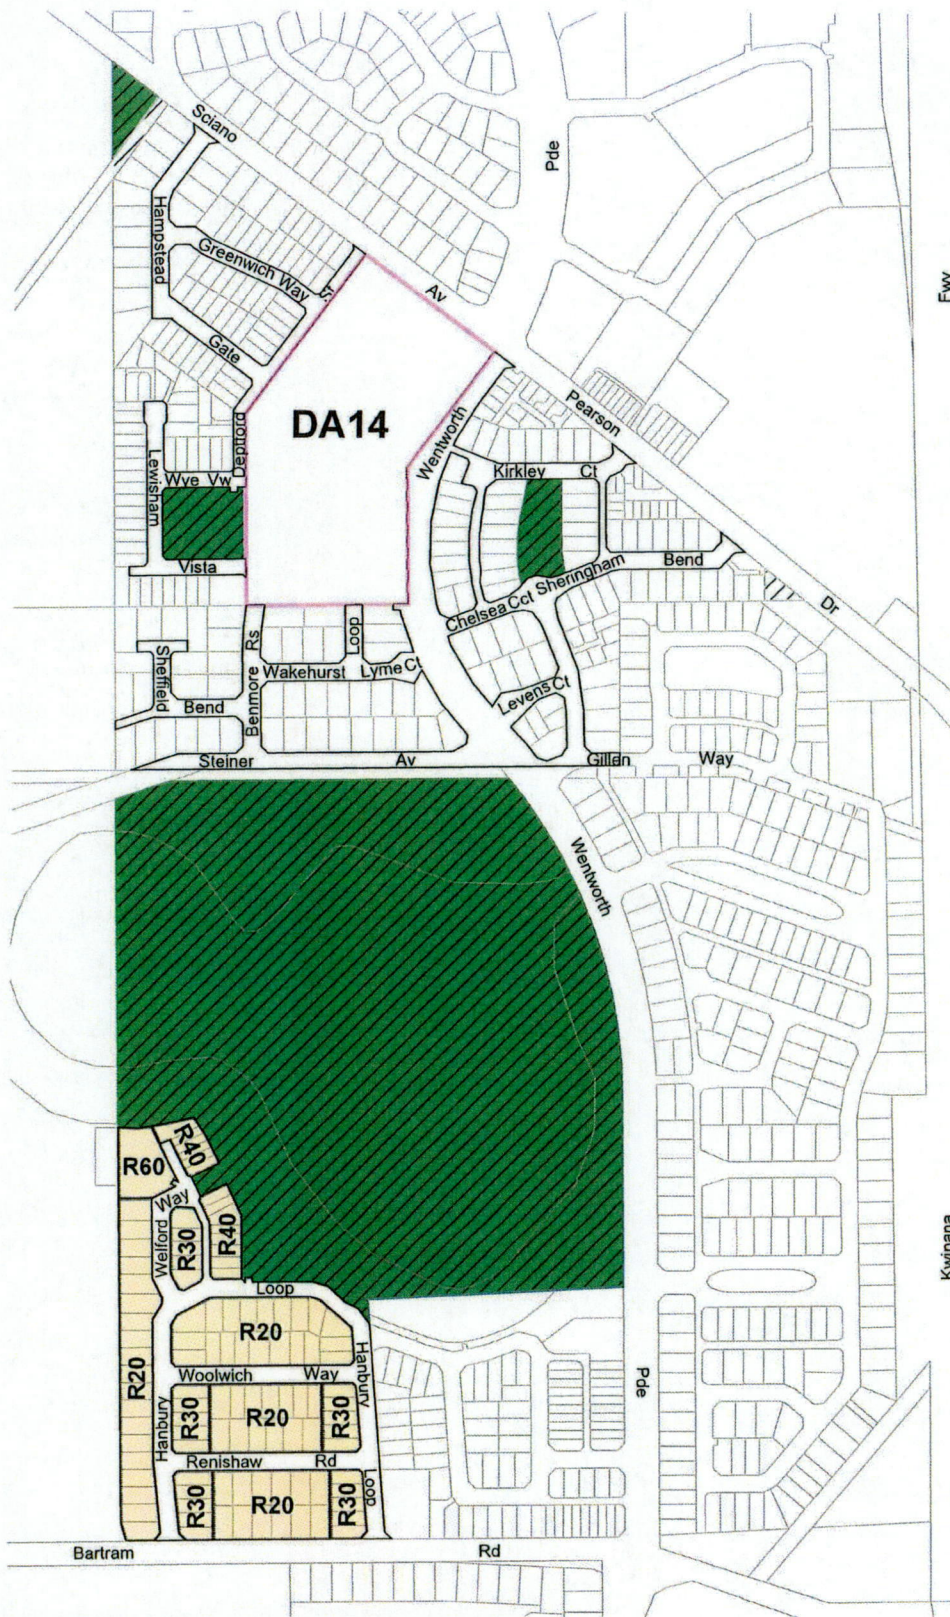 Sciano
Pde
Fwy
Hampstead
Greenwich Way
St
Av
Gate
DA14
Deptford
Wentworth
Pearson
Lewisham
Wye Vw
Kirkley Ct
Vista
Sheringham Bend
Chelsea Cct
Dr
Rs
Loop
Sheffield
Wakehurst
Lyme Ct
Benmore
Levens Ct
Bend
Steiner Av
Way
Wentworth
R40
R60
Way
Welford
R30
R40
Kwinana
Loop
R20
Hanbury
Woolwich Way
R20
Pde
Hanbury
R30
R20
R30
Renishaw Rd
R30
R20
R30
Loop
Bartram Rd